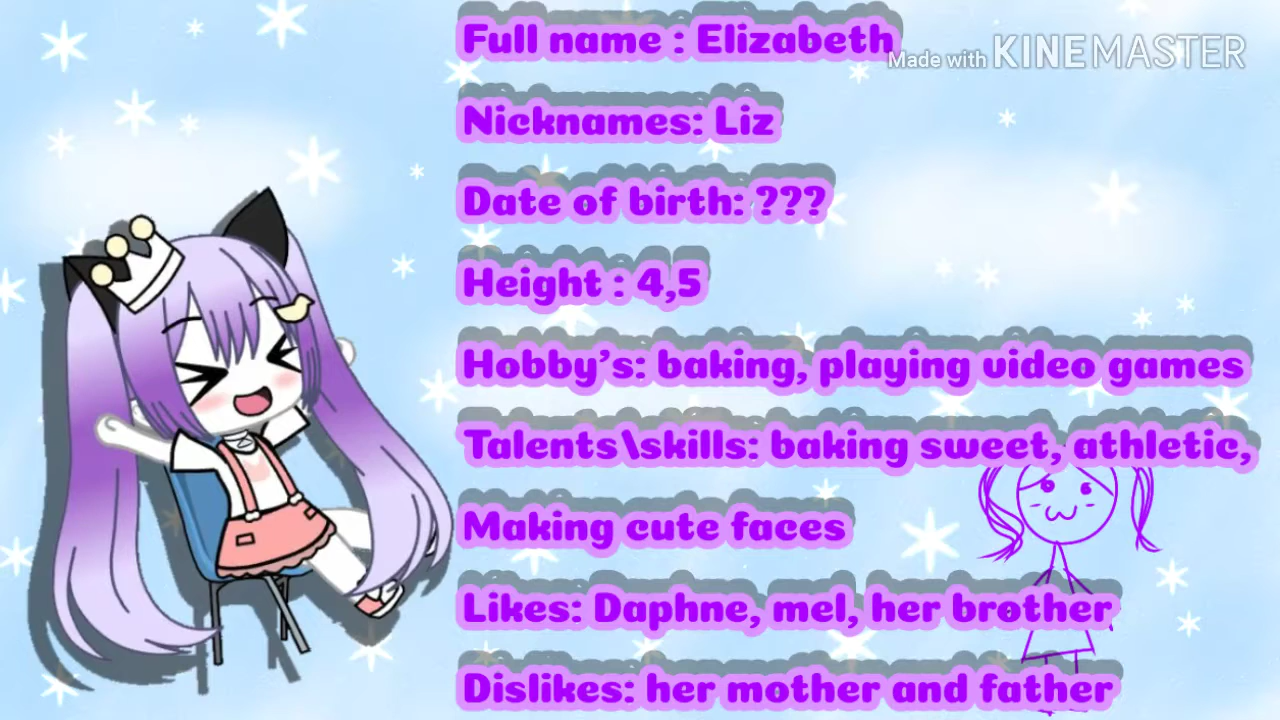 Full name : Elizabeth
Made with KINEMASTER
Nicknames: Liz
Date of birth: ???
Height : 4,5
Hobby's: baking, playing video games
Talents\skills: baking sweet, athletic,
Making cute faces
Likes: Daphne, mel, her brother
Dislikes: her mother and father